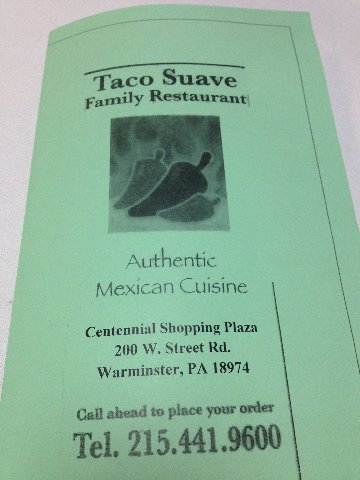 Taco Suave
Family Restaurant
Authentic
Mexican Cuisine
Centennial Shopping Plaza
200 W. Street Rd.
Warminster, PA 18974
Call ahead to place your order
Tel. 215.441.9600